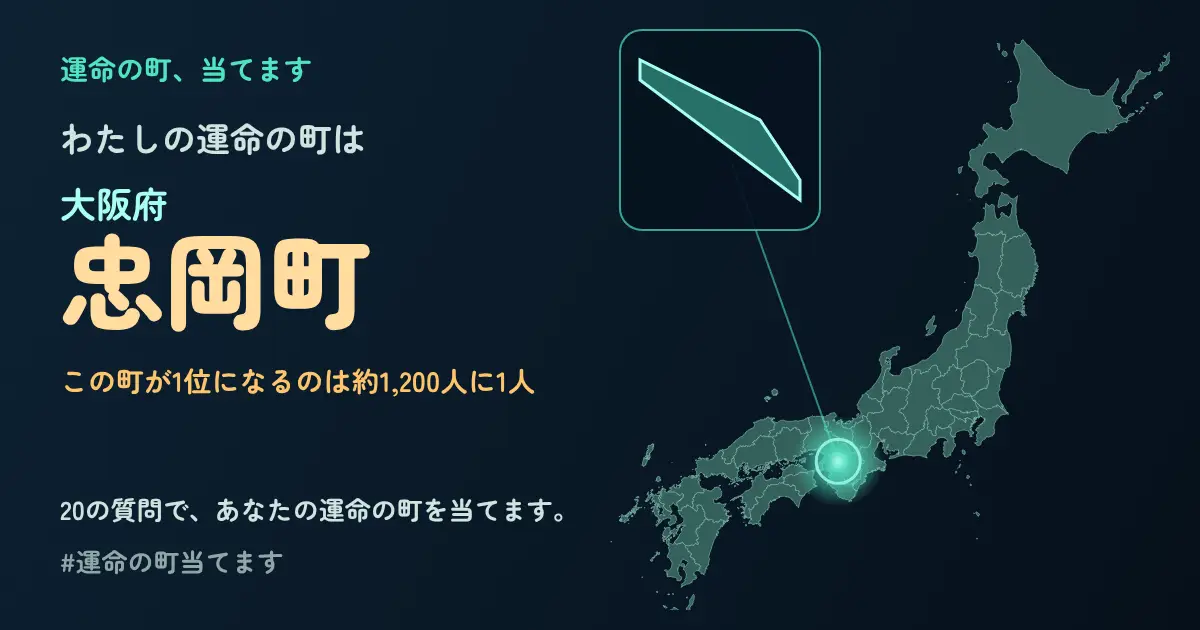 運命の町、当てます
わたしの運命の町は
大阪府
忠岡町
この町が1位になるのは約1,200人に1人
20の質問で、あなたの運命の町を当てます。
#運命の町当てます